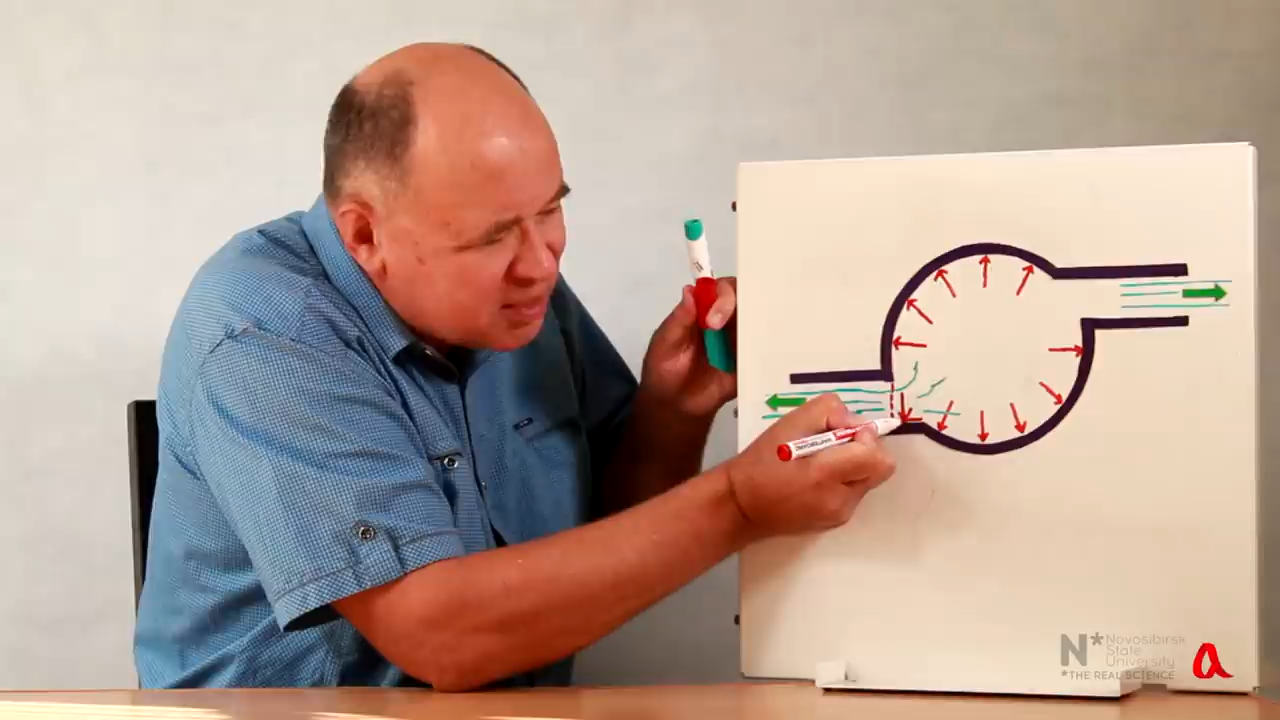 N*
Novosibirsk
State
University
*THE REAL SCIENCE
a